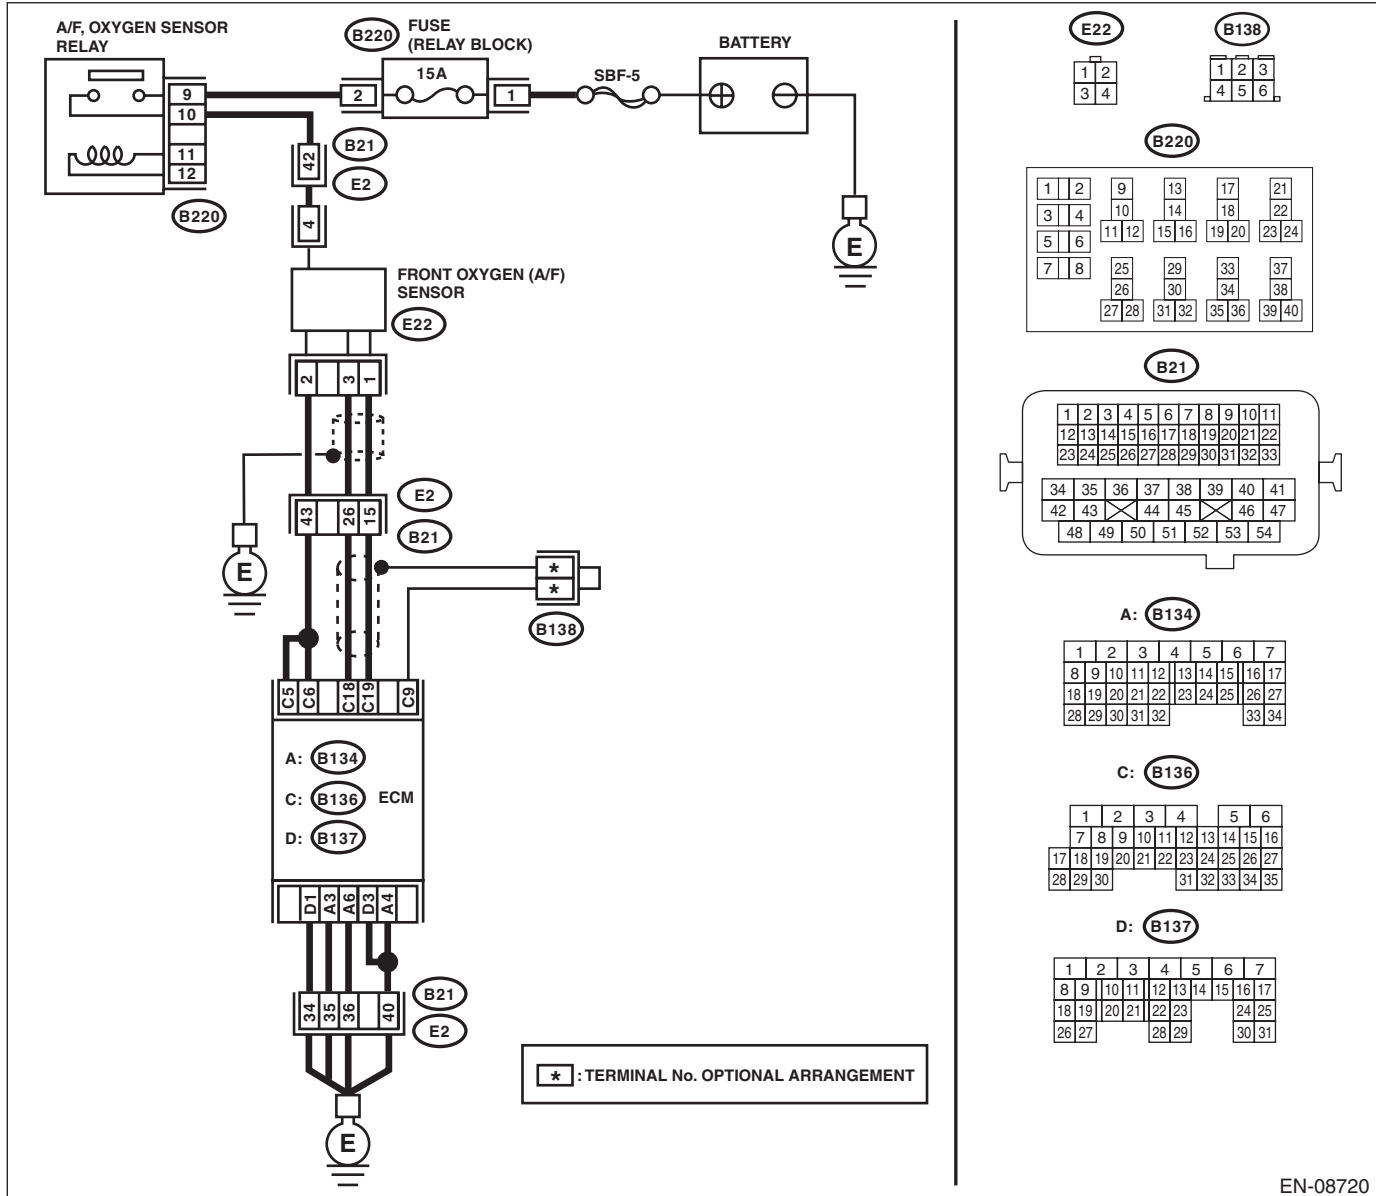 A/F, OXYGEN SENSOR
RELAY
B220
FUSE
(RELAY BLOCK)
15A
2
1
SBF-5
BATTERY
9
10
11
12
B220
42
B21
E2
4
E
FRONT OXYGEN (A/F)
SENSOR
E22
2 3 1
E2
43 26 15
B21
E
*
*
B138
C5 C6 C18 C19 C9
A: B134
C: B136 ECM
D: B137
D1 A3 A6 D3 A4
B21
34 35 36 40
E2
E
* : TERMINAL No. OPTIONAL ARRANGEMENT
E22
1 2
3 4
B138
1 2 3
4 5 6
B220
1 2 9 13 17 21
3 4 10 14 18 22
11 12 15 16 19 20 23 24
5 6
7 8 25 29 33 37
26 30 34 38
27 28 31 32 35 36 39 40
B21
1 2 3 4 5 6 7 8 9 10 11
12 13 14 15 16 17 18 19 20 21 22
23 24 25 26 27 28 29 30 31 32 33
34 35 36 37 38 39 40 41
42 43 44 45 46 47
48 49 50 51 52 53 54
A: B134
1 2 3 4 5 6 7
8 9 10 11 12 13 14 15 16 17
18 19 20 21 22 23 24 25 26 27
28 29 30 31 32 33 34
C: B136
1 2 3 4 5 6
7 8 9 10 11 12 13 14 15 16
17 18 19 20 21 22 23 24 25 26 27
28 29 30 31 32 33 34 35
D: B137
1 2 3 4 5 6 7
8 9 10 11 12 13 14 15 16 17
18 19 20 21 22 23 24 25
26 27 28 29 30 31
EN-08720